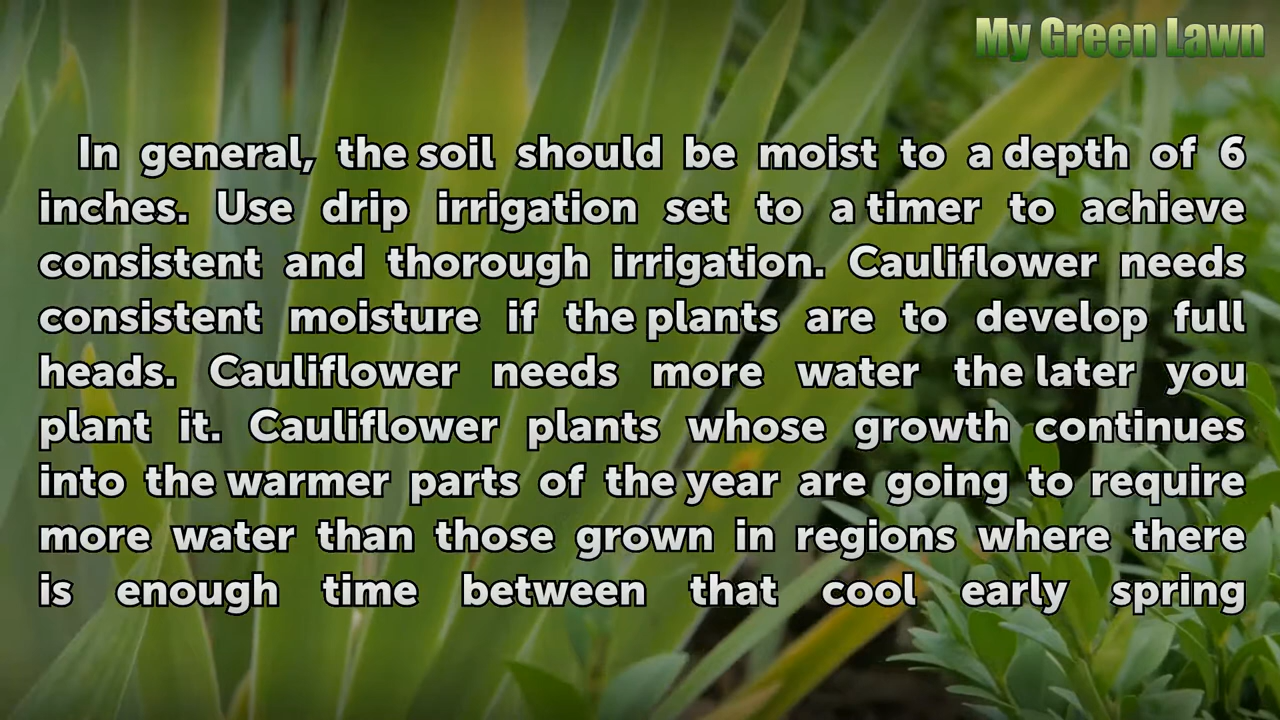 My Green Lawn
In general, the soil should be moist to a depth of 6
inches. Use drip irrigation set to a timer to achieve
consistent and thorough irrigation. Cauliflower needs
consistent moisture if the plants are to develop full
heads. Cauliflower needs more water the later you
plant it. Cauliflower plants whose growth continues
into the warmer parts of the year are going to require
more water than those grown in regions where there
is enough time between that cool early spring